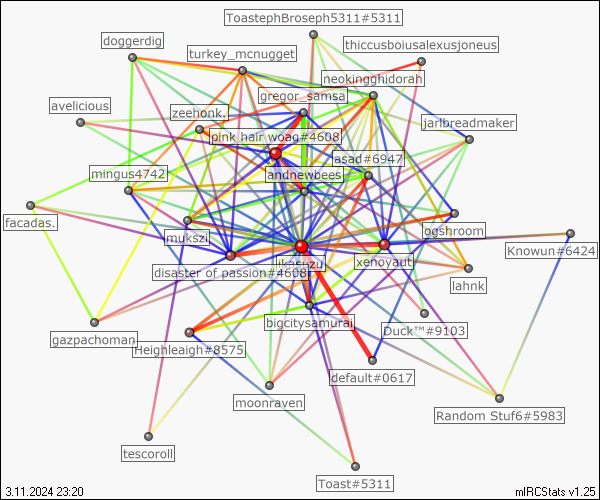 ToastephBroseph5311#5311
doggerdig
thiccusboiusalexusjoneus
turkey_mcnugget
neokingghidorah
gregor_samsa
avelicious
zeehonk.
jartbreadmaker
pink hair woag#4608
asad#6947
mingus4742
andnewbees
facadas.
ogshroom
mukszi
Knowun#6424
xenoyaut
ikasuzu
disaster of passion#4608
lahnk
bigcitysamurai
Duck™#9103
gazpachoman
Heighleaigh#8575
default#0617
moonraven
Random Stuf6#5983
tescoroll
Toast#5311
3.11.2024 23:20
mIRCStats v1.25